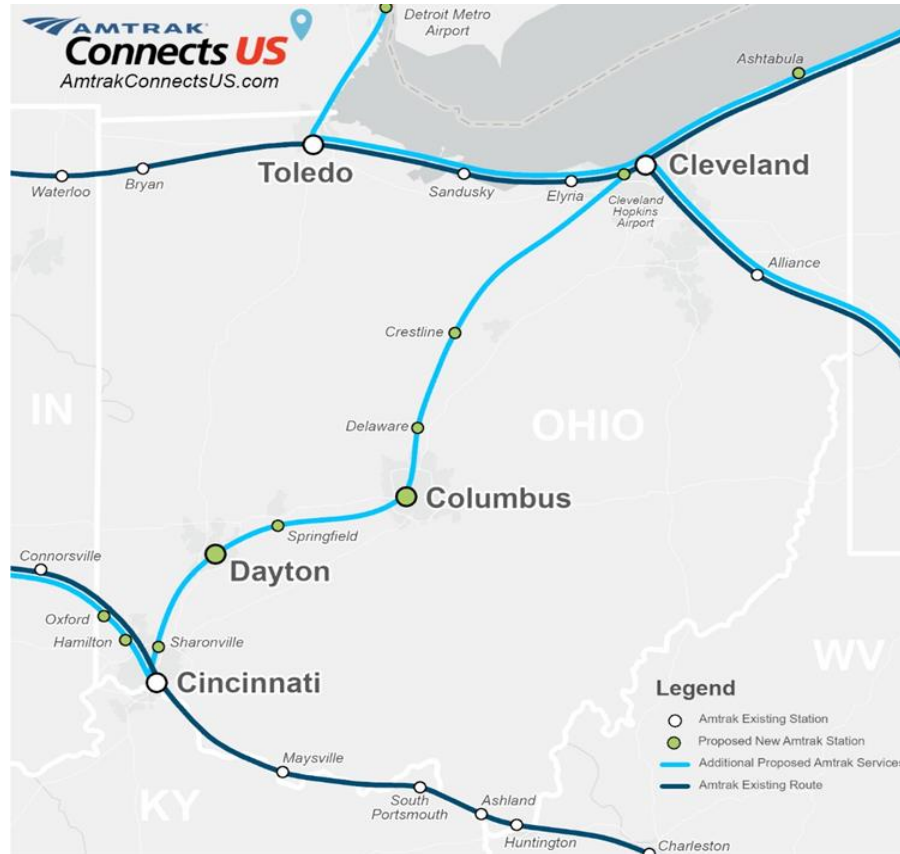 AMTRAK
Connects US
AmtrakConnectsUS.com
Detroit Metro
Airport
Ashtabula
Toledo
Cleveland
Waterloo
Bryan
Sandusky
Elyria
Cleveland
Hopkins
Airport
Alliance
Crestline
IN
OHIO
Delaware
Columbus
Springfield
Dayton
Connorsville
Oxford
Hamilton
Sharonville
Cincinnati
WV
Legend
Amtrak Existing Station
Proposed New Amtrak Station
Additional Proposed Amtrak Services
Amtrak Existing Route
Maysville
KY
South
Portsmouth
Ashland
Huntington
Charleston